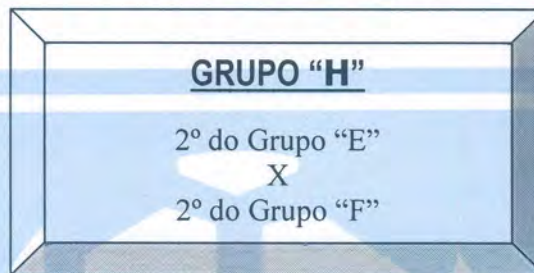 GRUPO “H”
2º do Grupo “E”
X
2º do Grupo “F”